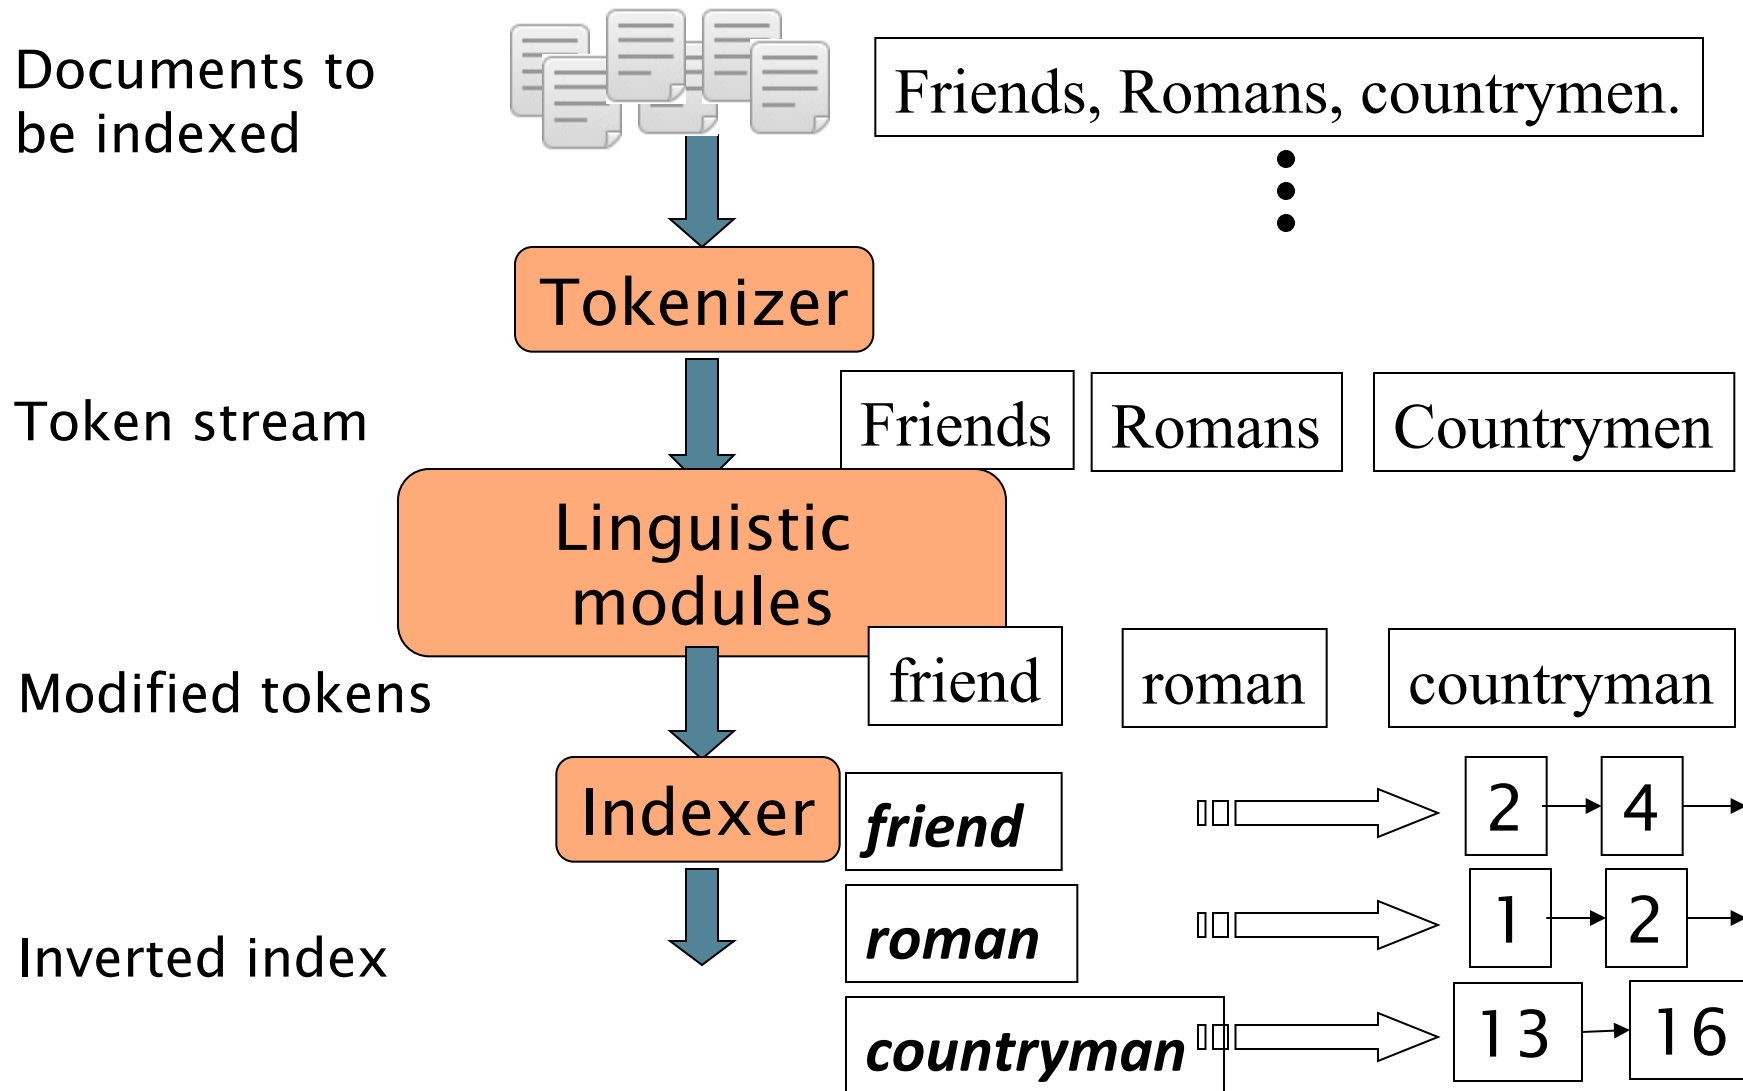 Documents to
be indexed
Friends, Romans, countrymen.
Tokenizer
Token stream
Friends
Romans
Countrymen
Linguistic
modules
Modified tokens
friend
roman
countryman
Indexer
friend
2
4
roman
1
2
Inverted index
countryman
13
16